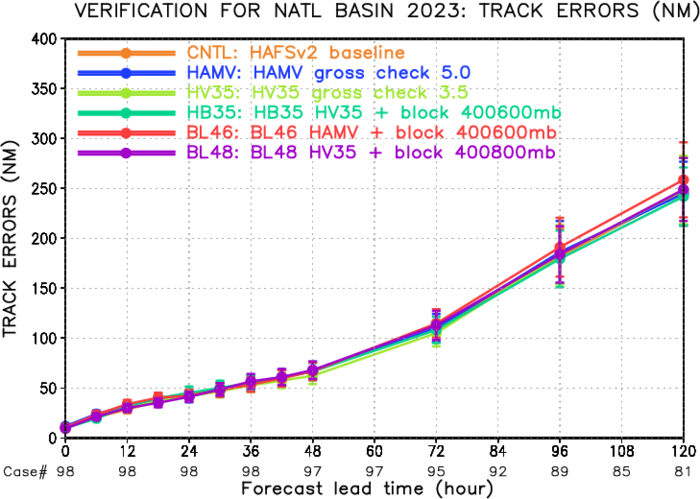 VERIFICATION FOR NATL BASIN 2023: TRACK ERRORS (NM)
400
350
300
250
200
150
100
50
0
TRACK ERRORS (NM)
CNTL: HAFSv2 baseline
HAMV: HAMV gross check 5.0
HV35: HV35 gross check 3.5
HB35: HB35 HV35 + block 400600mb
BL46: BL46 HAMV + block 400600mb
BL48: BL48 HV35 + block 400800mb
0 12 24 36 48 60 72 84 96 108 120
Case# 98 98 98 98 97 97 95 92 89 85 81
Forecast lead time (hour)